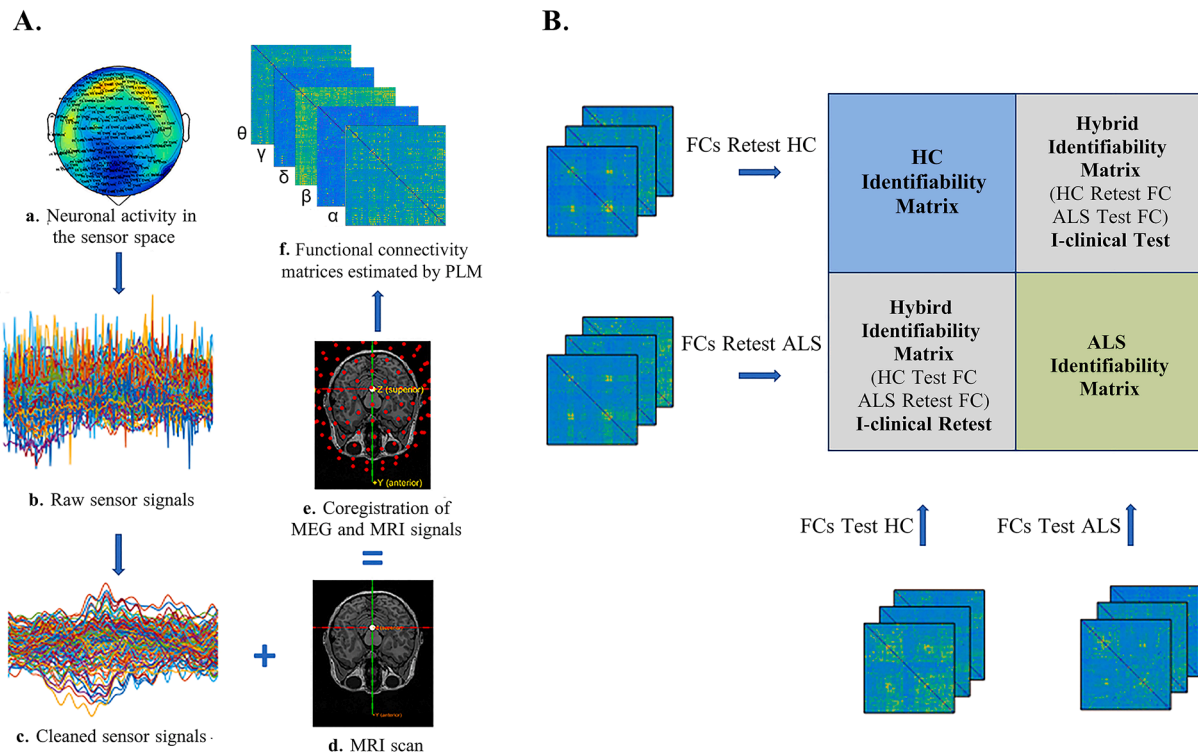 A.
a. Neuronal activity in
the sensor space
b. Raw sensor signals
c. Cleaned sensor signals
+
d. MRI scan
Y (anterior)
=
Z (superior)
Y (anterior)
e. Coregistration of
MEG and MRI signals
θ
γ
δ
β
α
f. Functional connectivity
matrices estimated by PLM
B.
FCs Retest HC
FCs Retest ALS
HC
Identifiability
Matrix
Hybrid
Identifiability
Matrix
(HC Retest FC
ALS Test FC)
I-clinical Test
Hybird
Identifiability
Matrix
(HC Test FC
ALS Retest FC)
I-clinical Retest
ALS
Identifiability
Matrix
FCs Test HC
FCs Test ALS